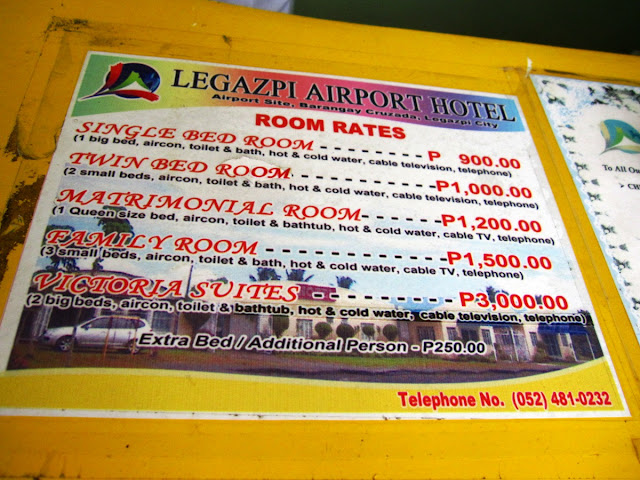 LEGAZPI AIRPORT HOTEL
Airport Site, Barangay Cruzada, Legazpi City
ROOM RATES
SINGLE BED ROOM - - - - - - - - - P 900.00
(1 big bed, aircon, toilet & bath, hot & cold water, cable television, telephone)
TWIN BED ROOM - - - - - - - - - - - -P1,000.00
(2 small beds, aircon, toilet & bath, hot & cold water, cable television, telephone)
MATRIMONIAL ROOM- - - - - - -P1,200.00
(1 Queen size bed, aircon, toilet & bathtub, hot & cold water, cable TV, telephone)
FAMILY ROOM - - - - - - - - - - - - - -P1,500.00
(3 small beds, aircon, toilet & bath, hot & cold water, cable TV, telephone)
VICTORIA SUITES - - - - - - - - - - P3,000.00
(2 big beds, aircon, toilet & bathtub, hot & cold water, cable television, telephone)
Extra Bed / Additional Person - P250.00
Telephone No. (052) 481-0232
To All Ou